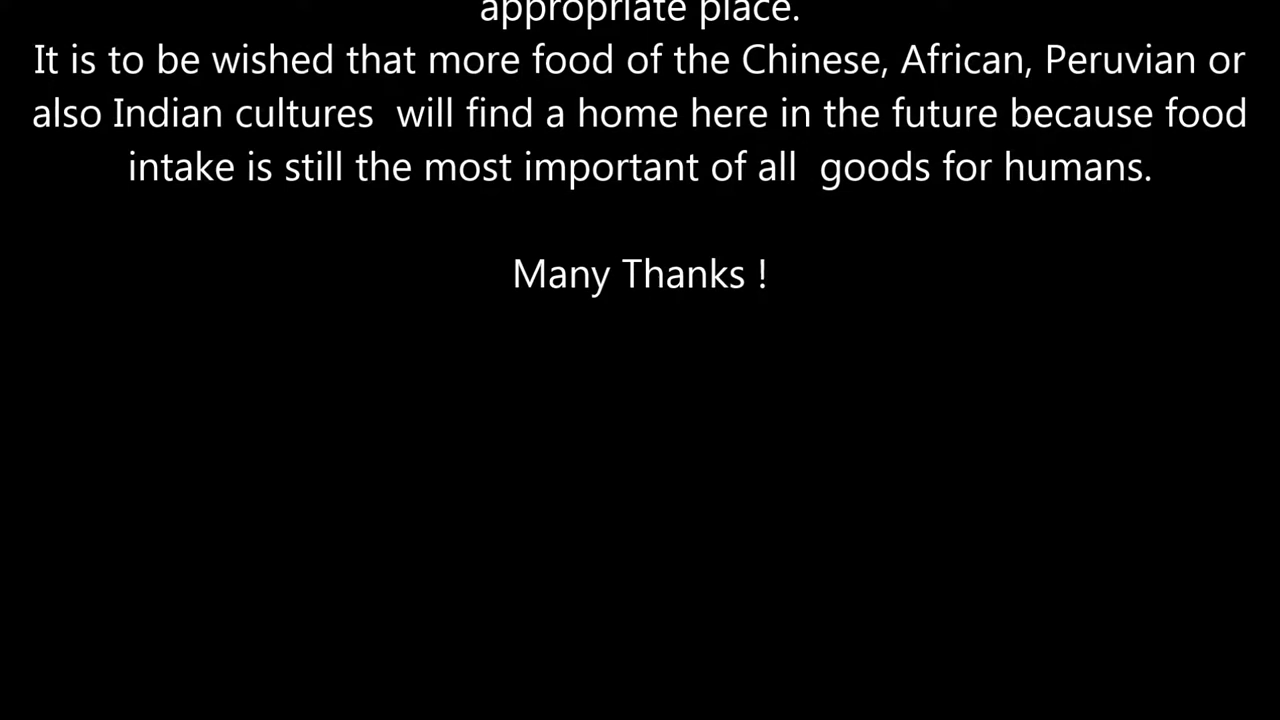 appropriate place.
It is to be wished that more food of the Chinese, African, Peruvian or
also Indian cultures  will find a home here in the future because food
intake is still the most important of all  goods for humans.
Many Thanks !